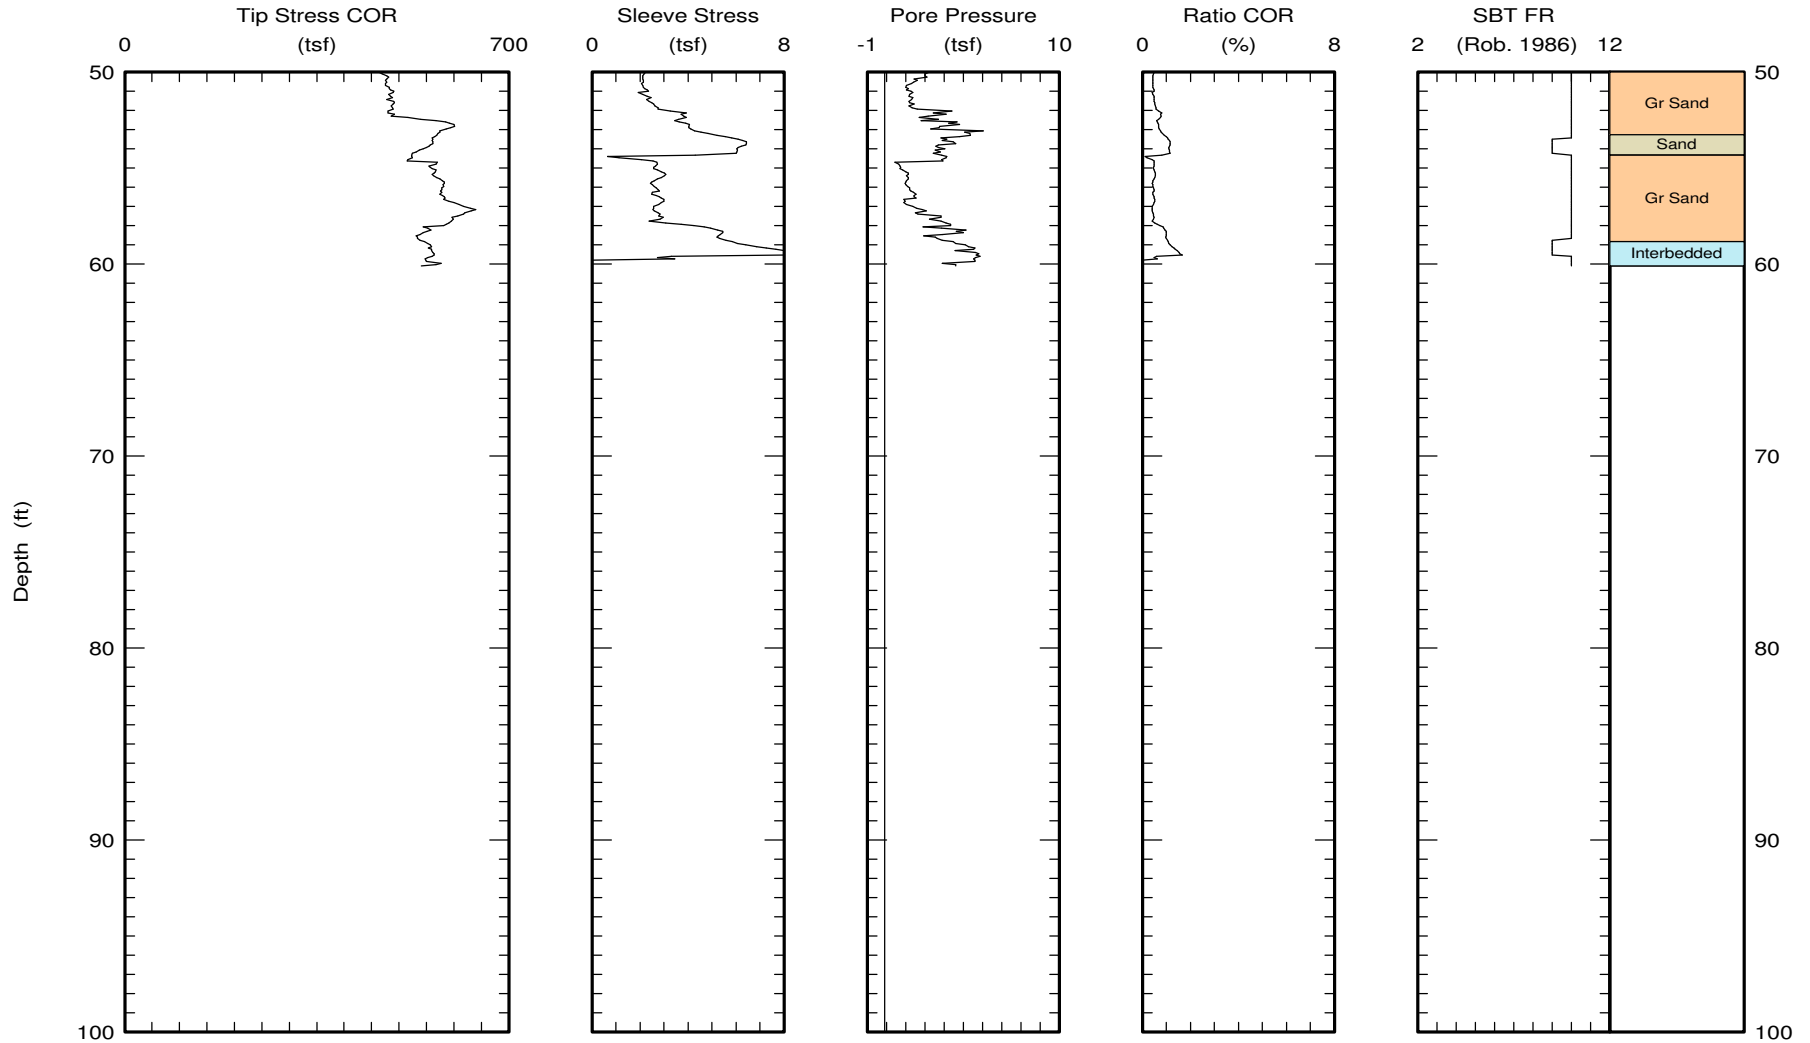 Tip Stress COR Sleeve Stress Pore Pressure Ratio COR SBT FR
0 (tsf) 700 0 (tsf) 8 -1 (tsf) 10 0 (%) 8 2 (Rob. 1986) 12
50 50
Gr Sand
Sand
Gr Sand
Interbedded
60 60
70 70
Depth (ft)
80 80
90 90
100 100